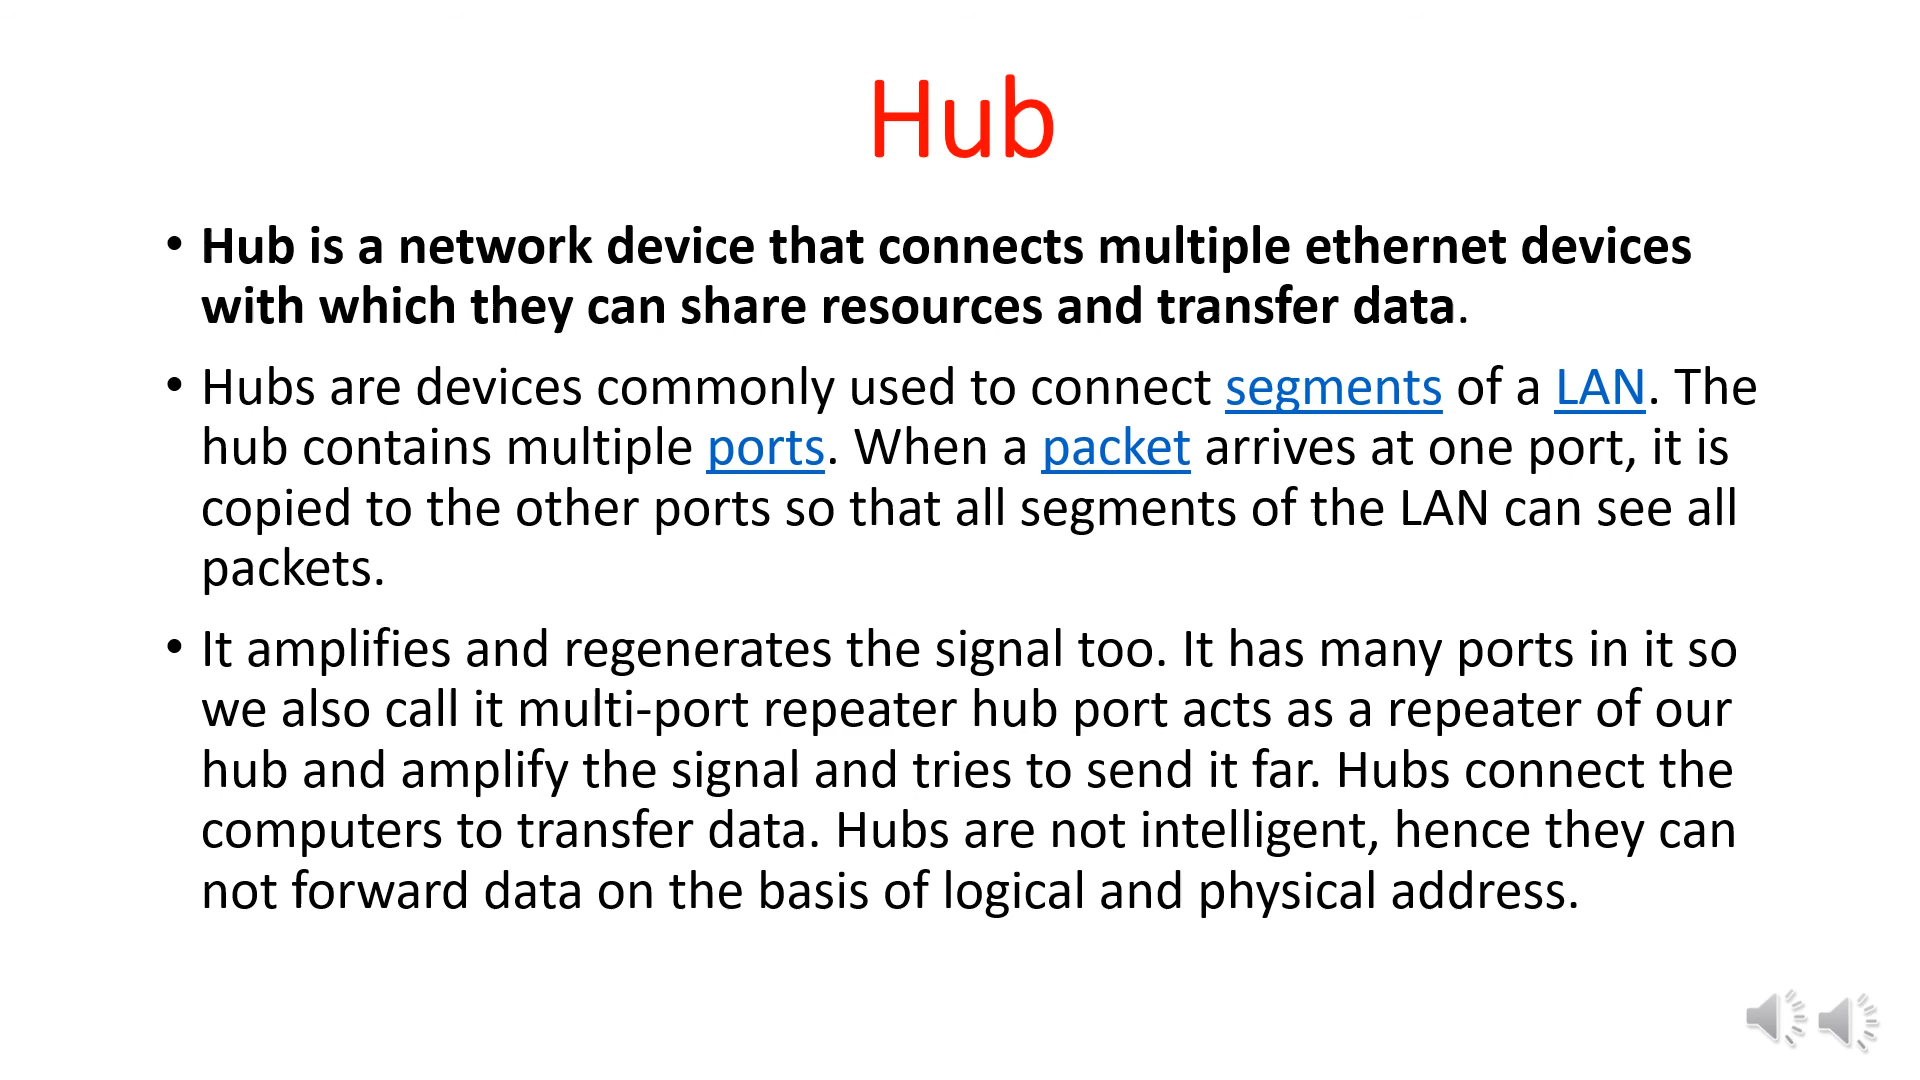 Hub
• Hub is a network device that connects multiple ethernet devices
with which they can share resources and transfer data.
• Hubs are devices commonly used to connect segments of a LAN. The
hub contains multiple ports. When a packet arrives at one port, it is
copied to the other ports so that all segments of the LAN can see all
packets.
• It amplifies and regenerates the signal too. It has many ports in it so
we also call it multi-port repeater hub port acts as a repeater of our
hub and amplify the signal and tries to send it far. Hubs connect the
computers to transfer data. Hubs are not intelligent, hence they can
not forward data on the basis of logical and physical address.